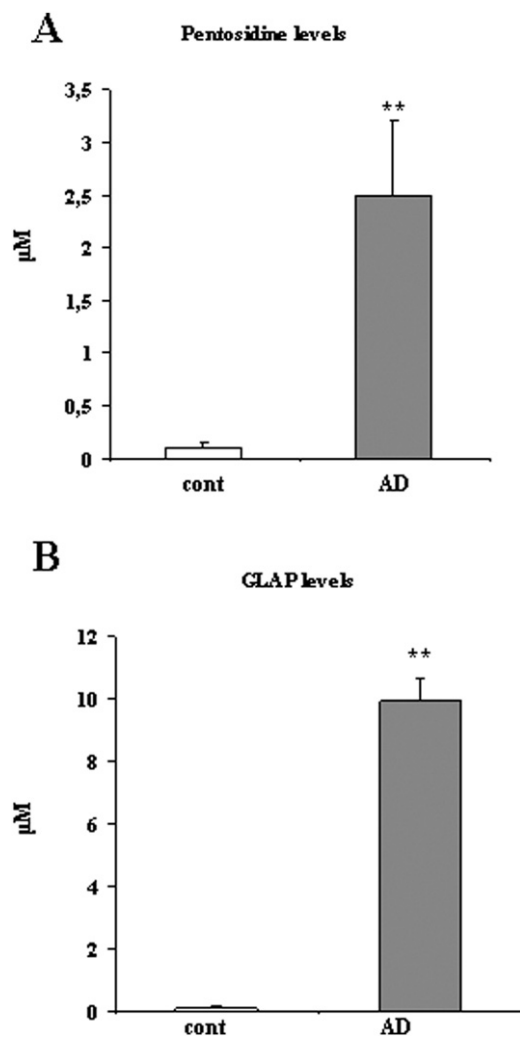 A
Pentosidine levels
3,5
3
2,5
2
1,5
1
0,5
0
µM
**
cont
AD
B
GLAP levels
12
10
8
6
4
2
0
µM
**
cont
AD